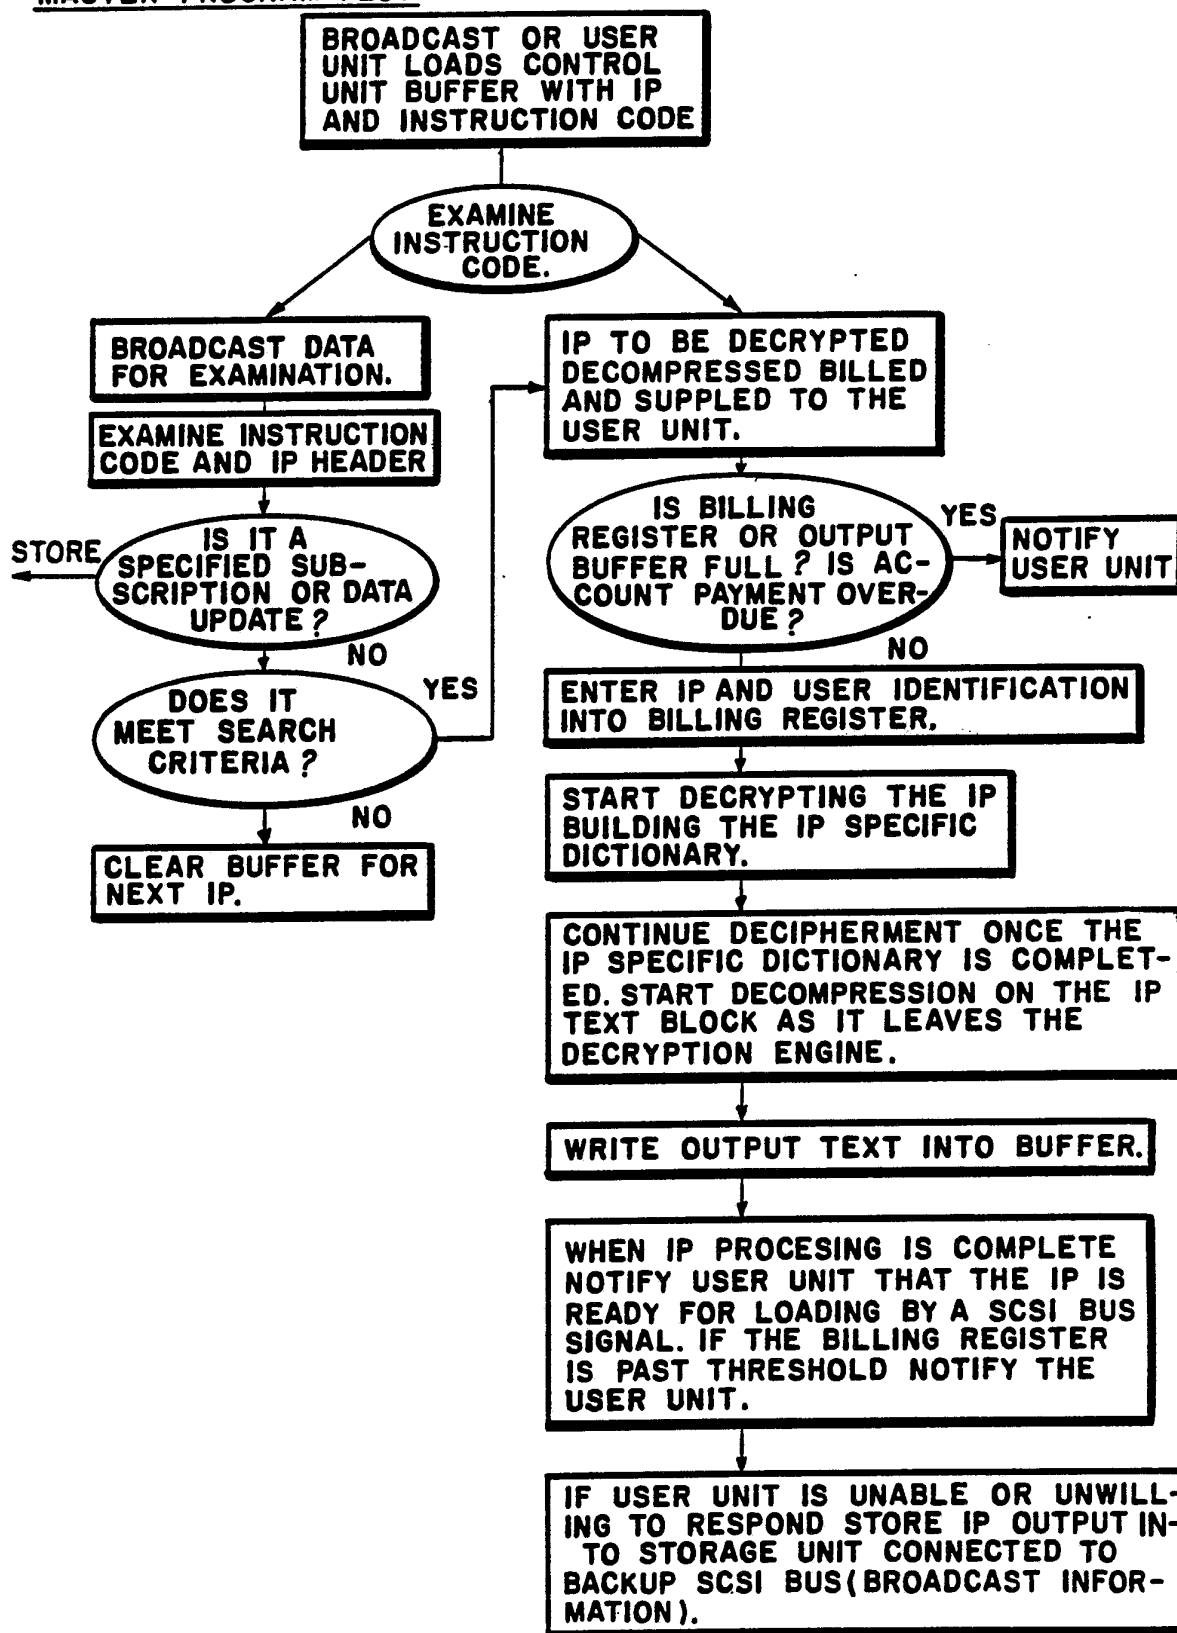 BROADCAST OR USER
UNIT LOADS CONTROL
UNIT BUFFER WITH IP
AND INSTRUCTION CODE
EXAMINE
INSTRUCTION
CODE.
BROADCAST DATA
FOR EXAMINATION.
EXAMINE INSTRUCTION
CODE AND IP HEADER
IS IT A
SPECIFIED SUB-
SCRIPTION OR DATA
UPDATE?
STORE
NO
DOES IT
MEET SEARCH
CRITERIA?
YES
NO
CLEAR BUFFER FOR
NEXT IP.
IP TO BE DECRYPTED
DECOMPRESSED BILLED
AND SUPPLED TO THE
USER UNIT.
IS BILLING
REGISTER OR OUTPUT
BUFFER FULL? IS AC-
COUNT PAYMENT OVER-
DUE?
YES
NOTIFY
USER UNIT
NO
ENTER IP AND USER IDENTIFICATION
INTO BILLING REGISTER.
START DECRYPTING THE IP
BUILDING THE IP SPECIFIC
DICTIONARY.
CONTINUE DECIPHERMENT ONCE THE
IP SPECIFIC DICTIONARY IS COMPLET-
ED. START DECOMPRESSION ON THE IP
TEXT BLOCK AS IT LEAVES THE
DECRYPTION ENGINE.
WRITE OUTPUT TEXT INTO BUFFER.
WHEN IP PROCESING IS COMPLETE
NOTIFY USER UNIT THAT THE IP IS
READY FOR LOADING BY A SCSI BUS
SIGNAL. IF THE BILLING REGISTER
IS PAST THRESHOLD NOTIFY THE
USER UNIT.
IF USER UNIT IS UNABLE OR UNWILL-
ING TO RESPOND STORE IP OUTPUT IN-
TO STORAGE UNIT CONNECTED TO
BACKUP SCSI BUS (BROADCAST INFOR-
MATION).